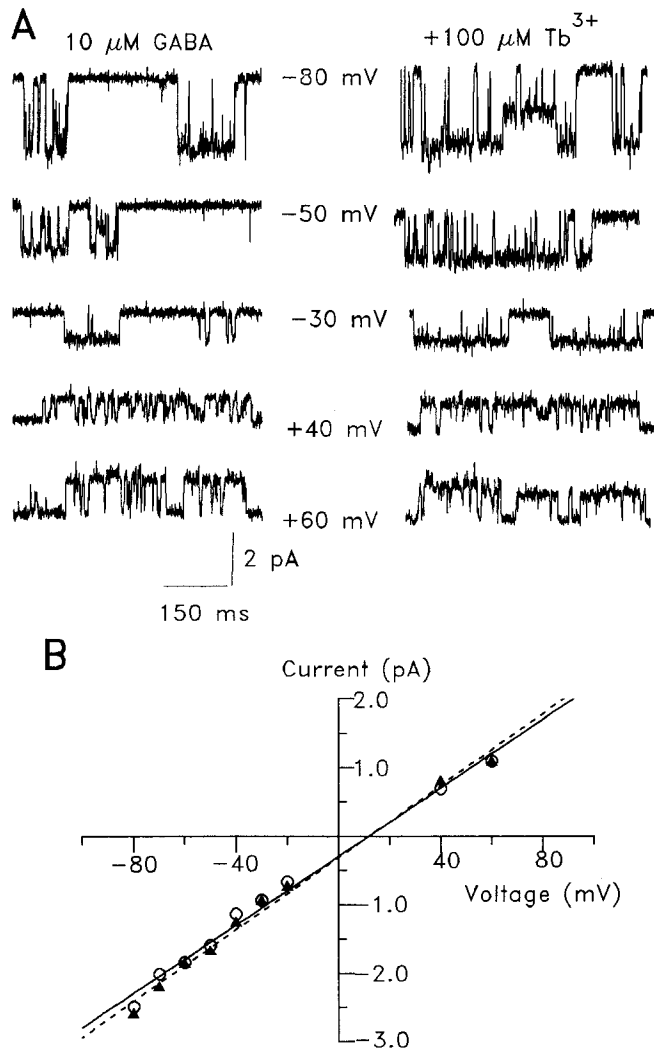 A
10 μM GABA
+100 μM Tb3+
−80 mV
−50 mV
−30 mV
+40 mV
+60 mV
2 pA
150 ms
B
Current (pA)
2.0
1.0
−80
−40
40
80
Voltage (mV)
−1.0
−2.0
−3.0